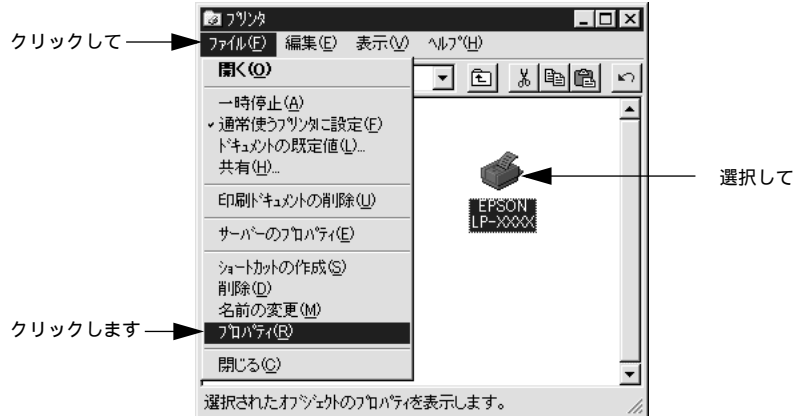 プリンタ
クリックして
ファイル(F) 編集(E) 表示(V) ヘルプ(H)
開く(O)
一時停止(A)
通常使うプリンタに設定(F)
ドキュメントの既定値(L)...
共有(H)...
選択して
印刷ドキュメントの削除(U)
EPSON
LP-XXXX
サーバーのプロパティ(E)
ショートカットの作成(S)
削除(D)
名前の変更(M)
クリックします
プロパティ(R)
閉じる(C)
選択されたオブジェクトのプロパティを表示します。